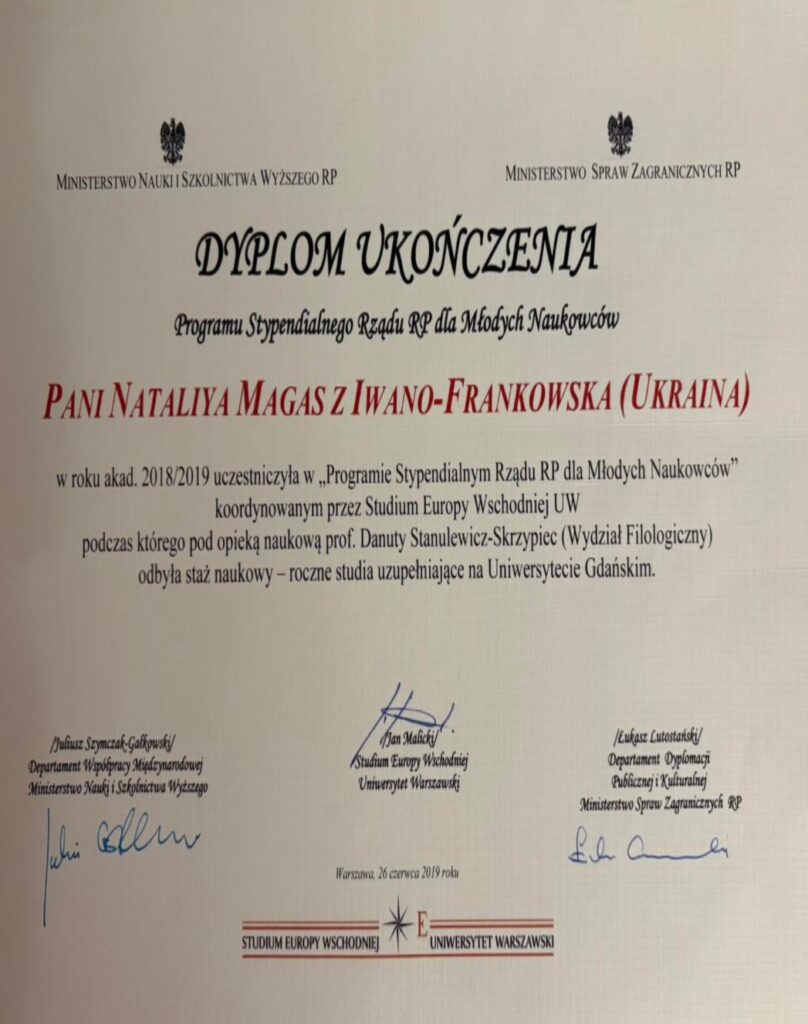 MINISTERSTWO NAUKI I SZKOLNICTWA WYŻSZEGO RP
MINISTERSTWO SPRAW ZAGRANICZNYCH RP
DYPLOM UKOŃCZENIA
Programu Stypendialnego Rządu RP dla Młodych Naukowców
PANI NATALIYA MAGAS Z IWANO-FRANKOWSKA (UKRAINA)
w roku akad. 2018/2019 uczestniczyła w „Programie Stypendialnym Rządu RP dla Młodych Naukowców”
koordynowanym przez Studium Europy Wschodniej UW
podczas którego pod opieką naukową prof. Danuty Stanulewicz-Skrzypiec (Wydział Filologiczny)
odbyła staż naukowy – roczne studia uzupełniające na Uniwersytecie Gdańskim.
/Juliusz Szymczak-Gałkowski/
Departament Współpracy Międzynarodowej
Ministerstwo Nauki i Szkolnictwa Wyższego
/Jan Malicki/
Studium Europy Wschodniej
Uniwersytet Warszawski
/Łukasz Lutostański/
Departament Dyplomacji
Publicznej i Kulturalnej
Ministerstwo Spraw Zagranicznych RP
Warszawa, 26 czerwca 2019 roku
E
STUDIUM EUROPY WSCHODNIEJ UNIWERSYTET WARSZAWSKI